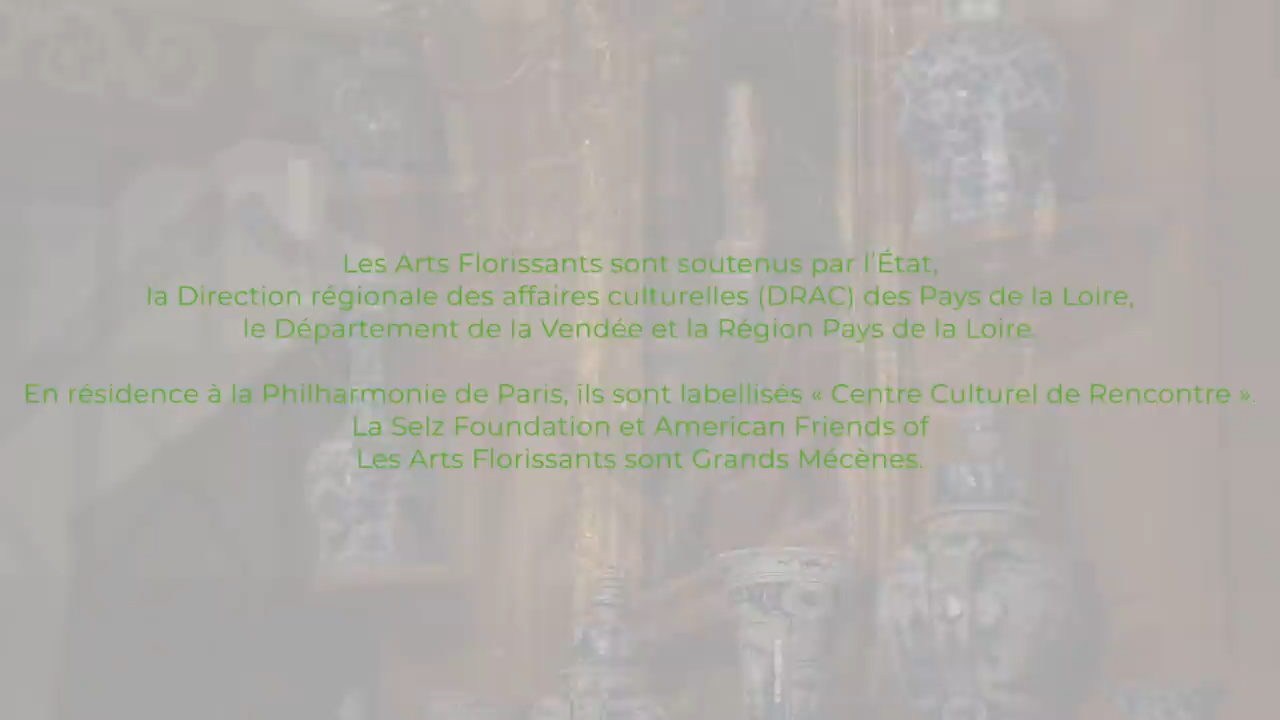 Les Arts Florissants sont soutenus par l'État,
la Direction régionale des affaires culturelles (DRAC) des Pays de la Loire,
le Département de la Vendée et la Région Pays de la Loire.
En résidence à la Philharmonie de Paris, ils sont labellisés « Centre Culturel de Rencontre ».
La Selz Foundation et American Friends of
Les Arts Florissants sont Grands Mécènes.